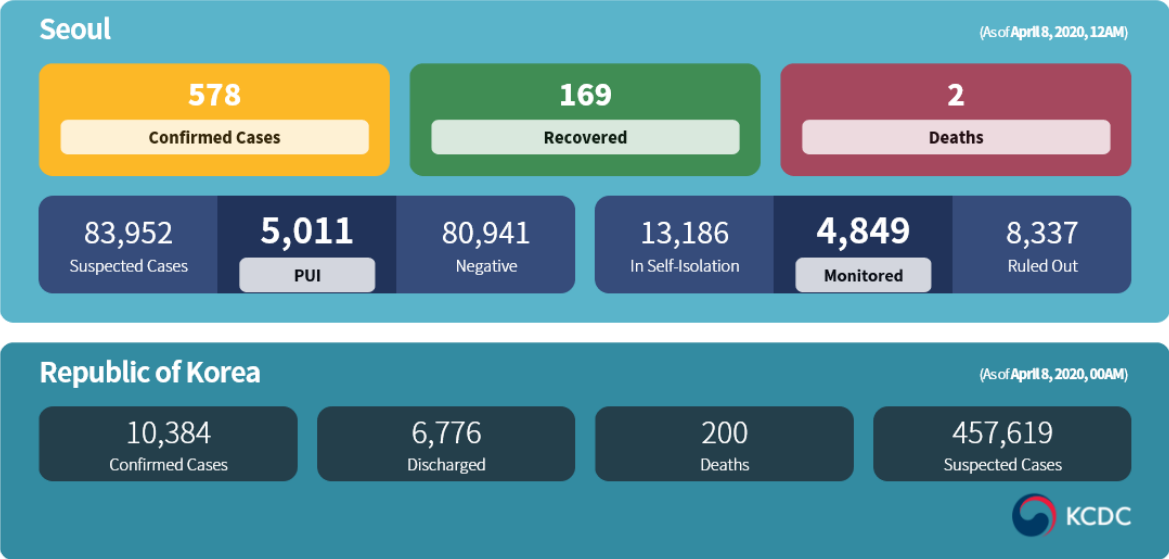 Seoul
(As of April 8, 2020, 12AM)
578
Confirmed Cases
169
Recovered
2
Deaths
83,952
Suspected Cases
5,011
PUI
80,941
Negative
13,186
In Self-Isolation
4,849
Monitored
8,337
Ruled Out
Republic of Korea
(As of April 8, 2020, 00AM)
10,384
Confirmed Cases
6,776
Discharged
200
Deaths
457,619
Suspected Cases
KCDC